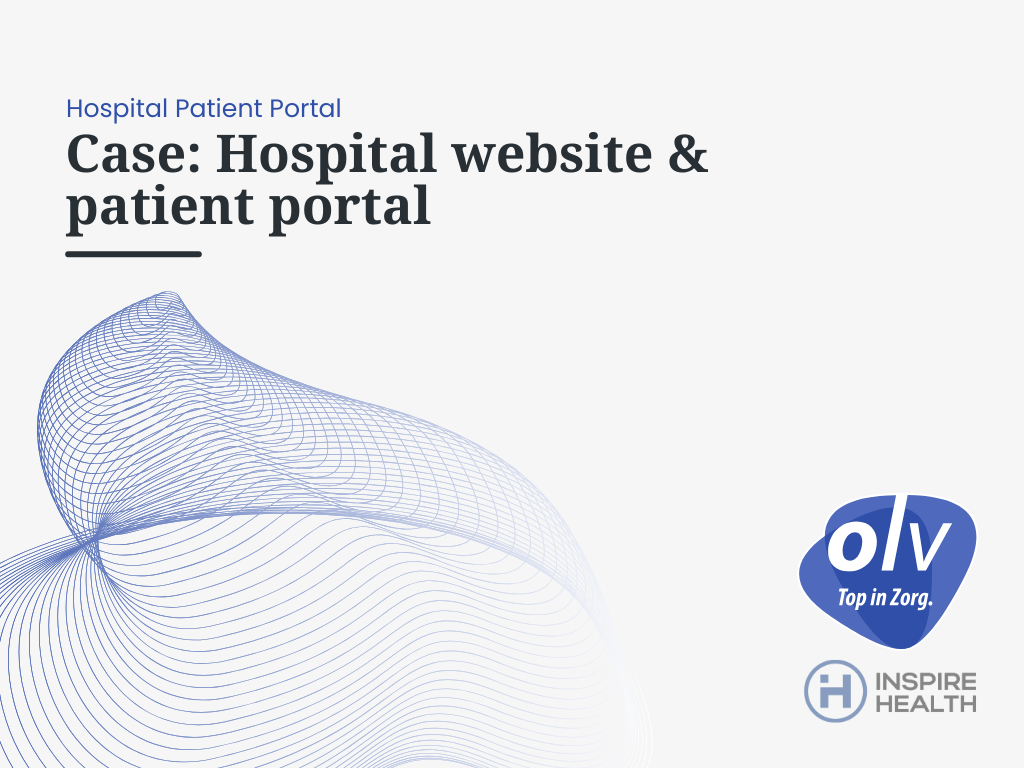 Hospital Patient Portal
Case: Hospital website &
patient portal
olv
Top in Zorg.
H
INSPIRE
HEALTH